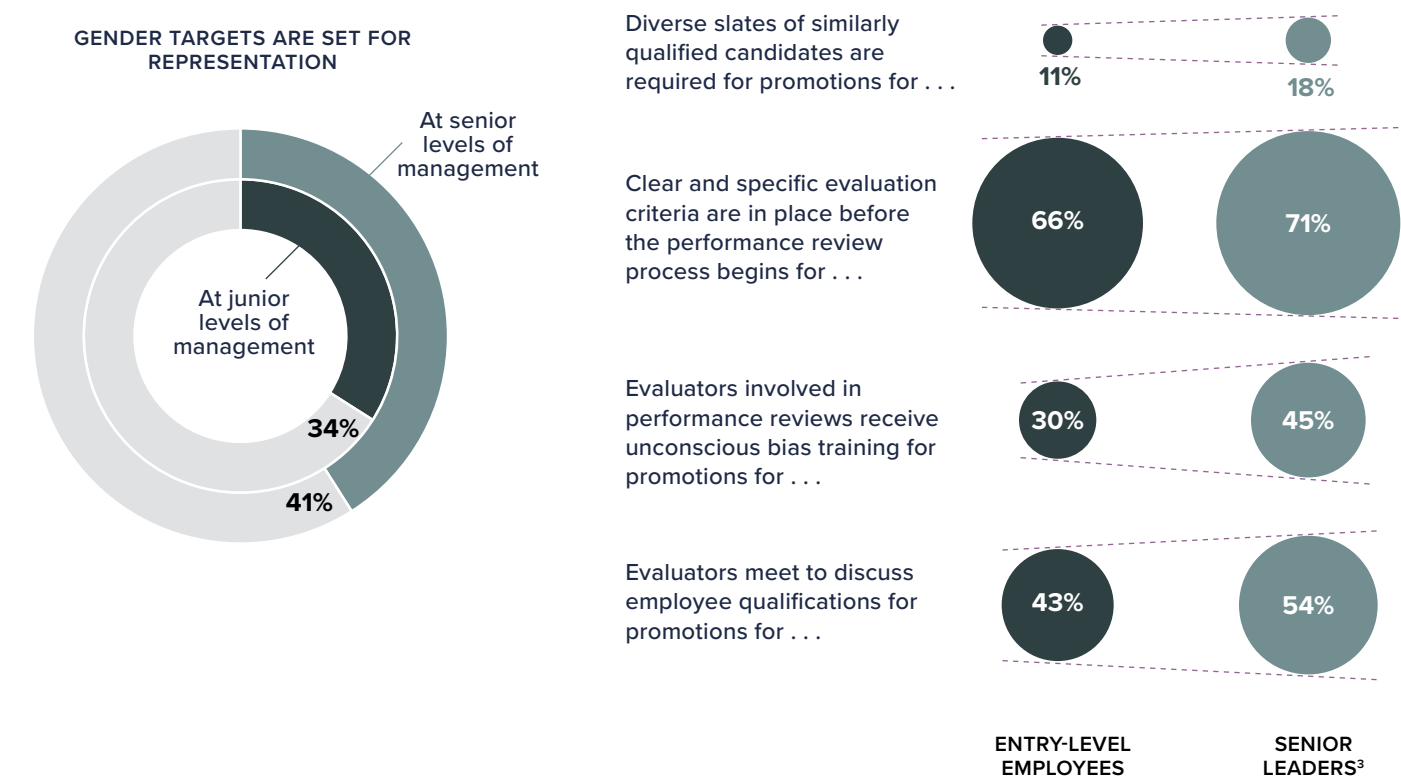 GENDER TARGETS ARE SET FOR
REPRESENTATION
At senior
levels of
management
At junior
levels of
management
34%
41%
Diverse slates of similarly
qualified candidates are
required for promotions for . . .
11%
18%
Clear and specific evaluation
criteria are in place before
the performance review
process begins for . . .
66%
71%
Evaluators involved in
performance reviews receive
unconscious bias training for
promotions for . . .
30%
45%
Evaluators meet to discuss
employee qualifications for
promotions for . . .
43%
54%
ENTRY-LEVEL
EMPLOYEES
SENIOR
LEADERS³